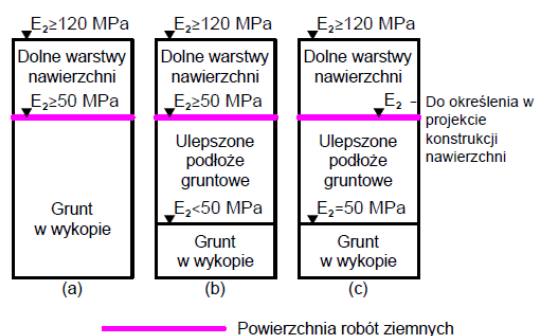 E₂≥120 MPa
Dolne warstwy
nawierzchni
E₂≥50 MPa
Grunt
w wykopie
(a)
E₂≥120 MPa
Dolne warstwy
nawierzchni
E₂≥50 MPa
Ulepszone
podłoże
gruntowe
E₂<50 MPa
Grunt
w wykopie
(b)
E₂≥120 MPa
Dolne warstwy
nawierzchni
E₂ - Do określenia w
projekcie
konstrukcji
nawierzchni
Ulepszone
podłoże
gruntowe
E₂=50 MPa
Grunt
w wykopie
(c)
Powierzchnia robót ziemnych